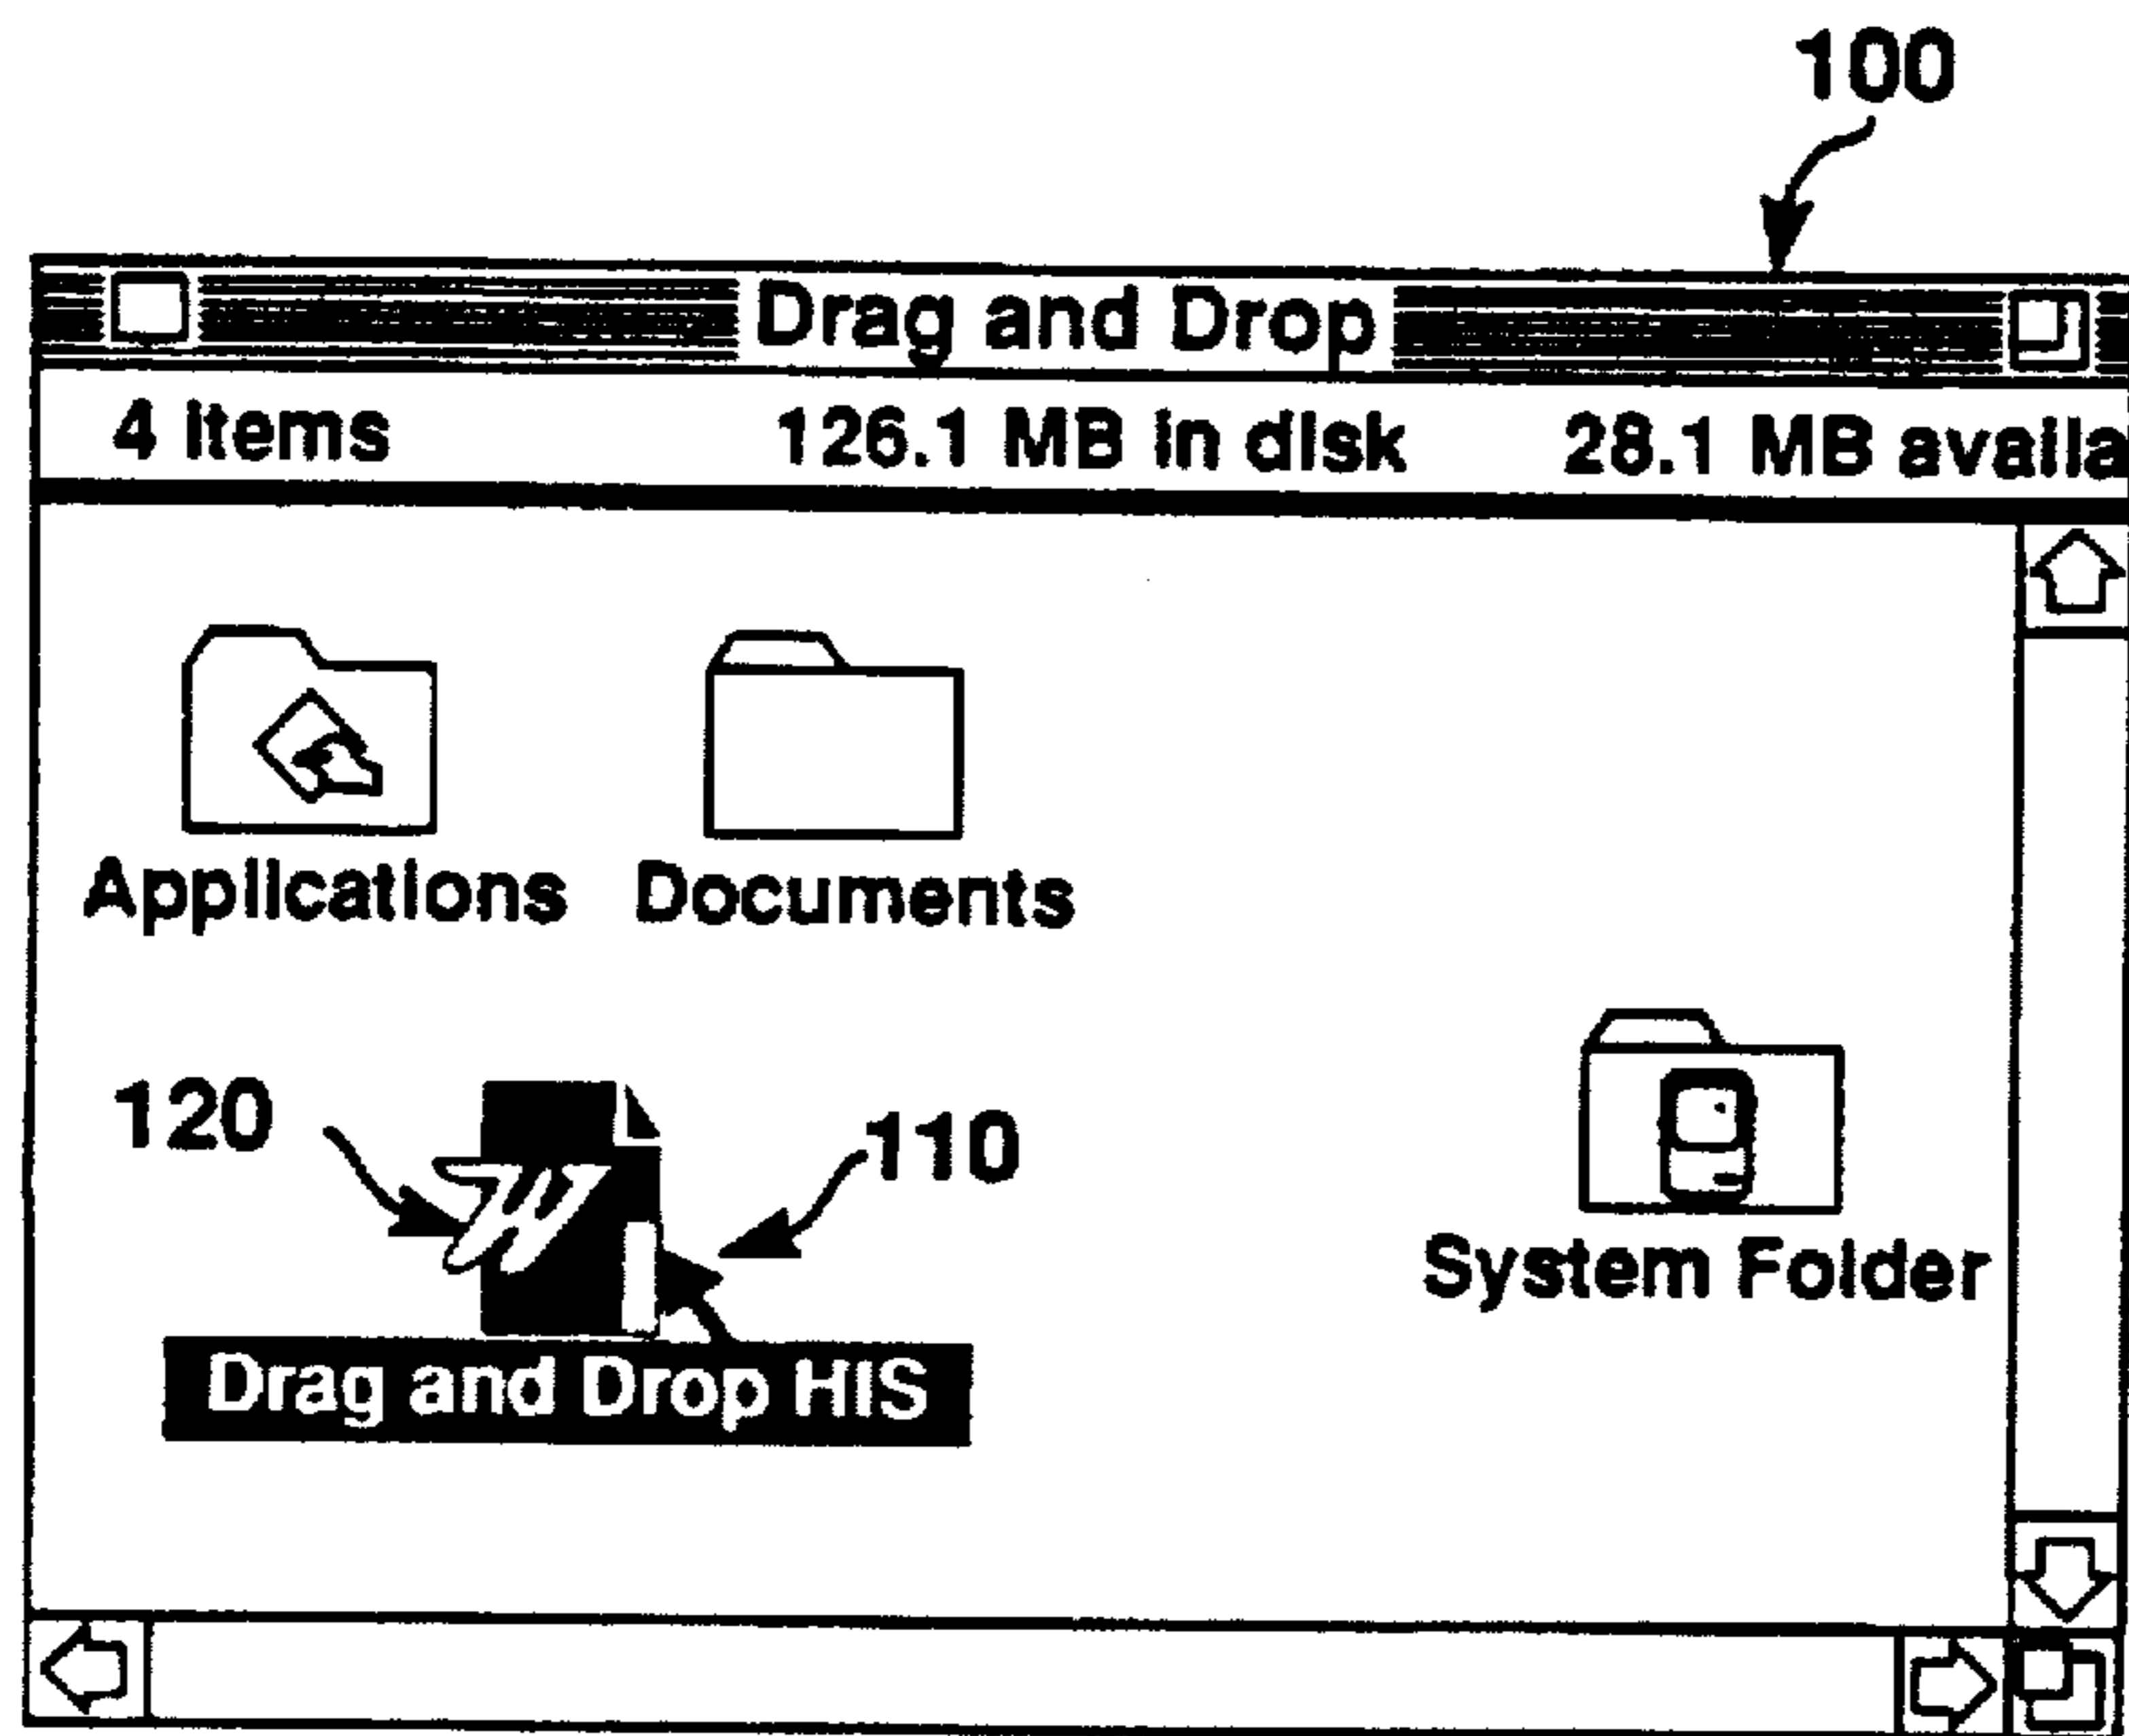 100
Drag and Drop
4 items 126.1 MB in disk 28.1 MB availa
Applications Documents
120 110
System Folder
Drag and Drop HIS